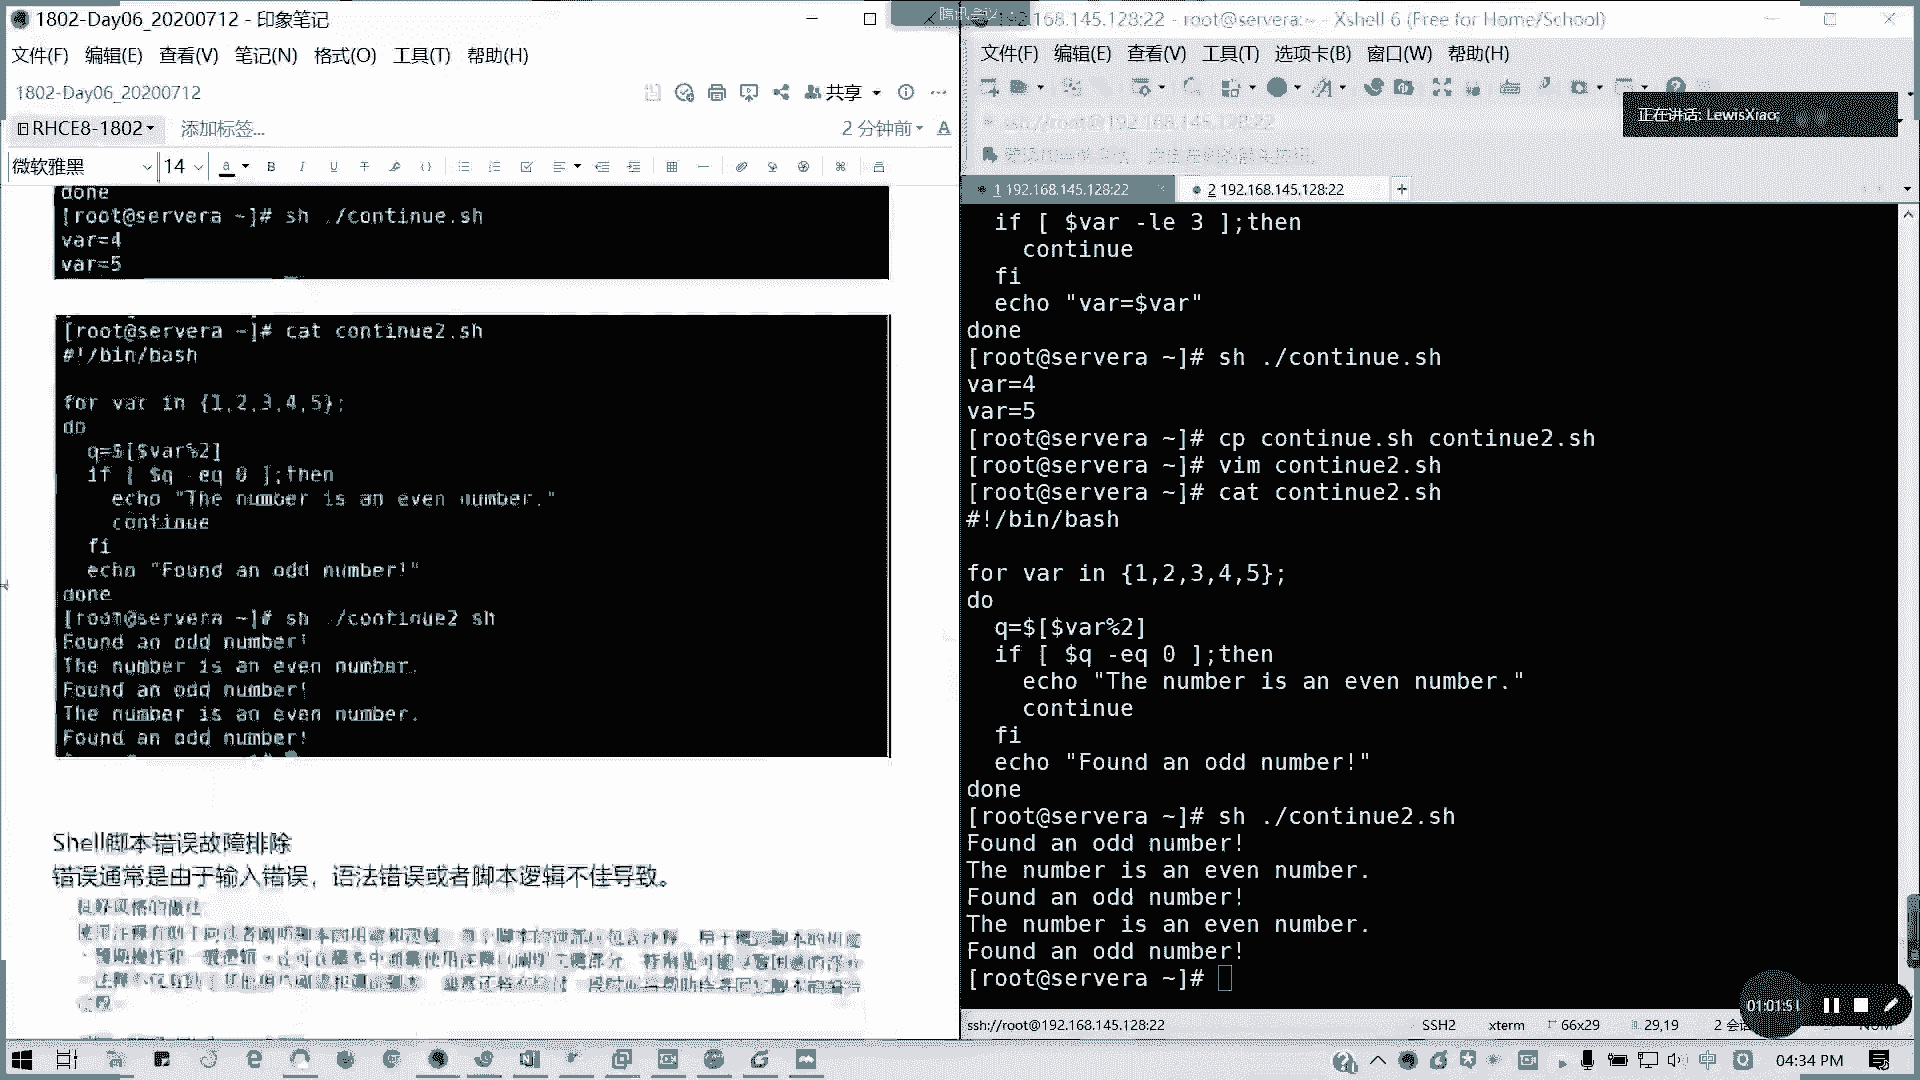 1802-Day06_20200712 - 印象笔记
文件(F) 编辑(E) 查看(V) 笔记(N) 格式(O) 工具(T) 帮助(H)
1802-Day06_20200712
共享
RHCE8-1802 添加标签...
2 分钟前
微软雅黑 14
done
[root@servera ~]# sh ./continue.sh
var=4
var=5
[root@servera ~]# cat continue2.sh
#!/bin/bash
for var in {1,2,3,4,5};
do
q=$[$var%2]
if [ $q -eq 0 ];then
echo "The number is an even number."
continue
fi
echo "Found an odd number!"
done
[root@servera ~]# sh ./continue2.sh
Found an odd number!
The number is an even number.
Found an odd number!
The number is an even number.
Found an odd number!
Shell脚本错误故障排除
错误通常是由于输入错误，语法错误或者脚本逻辑不佳导致。
腾讯会议
192.168.145.128:22 - root@servera:~ - Xshell 6 (Free for Home/School)
文件(F) 编辑(E) 查看(V) 工具(T) 选项卡(B) 窗口(W) 帮助(H)
正在讲话: LewisXiao;
ssh://root@192.168.145.128:22
1 192.168.145.128:22
2 192.168.145.128:22
if [ $var -le 3 ];then
continue
fi
echo "var=$var"
done
[root@servera ~]# sh ./continue.sh
var=4
var=5
[root@servera ~]# cp continue.sh continue2.sh
[root@servera ~]# vim continue2.sh
[root@servera ~]# cat continue2.sh
#!/bin/bash
for var in {1,2,3,4,5};
do
q=$[$var%2]
if [ $q -eq 0 ];then
echo "The number is an even number."
continue
fi
echo "Found an odd number!"
done
[root@servera ~]# sh ./continue2.sh
Found an odd number!
The number is an even number.
Found an odd number!
The number is an even number.
Found an odd number!
[root@servera ~]#
01:01:51
ssh://root@192.168.145.128:22 SSH2 xterm 66x29 29,19 2 会话 NUM
中 04:34 PM